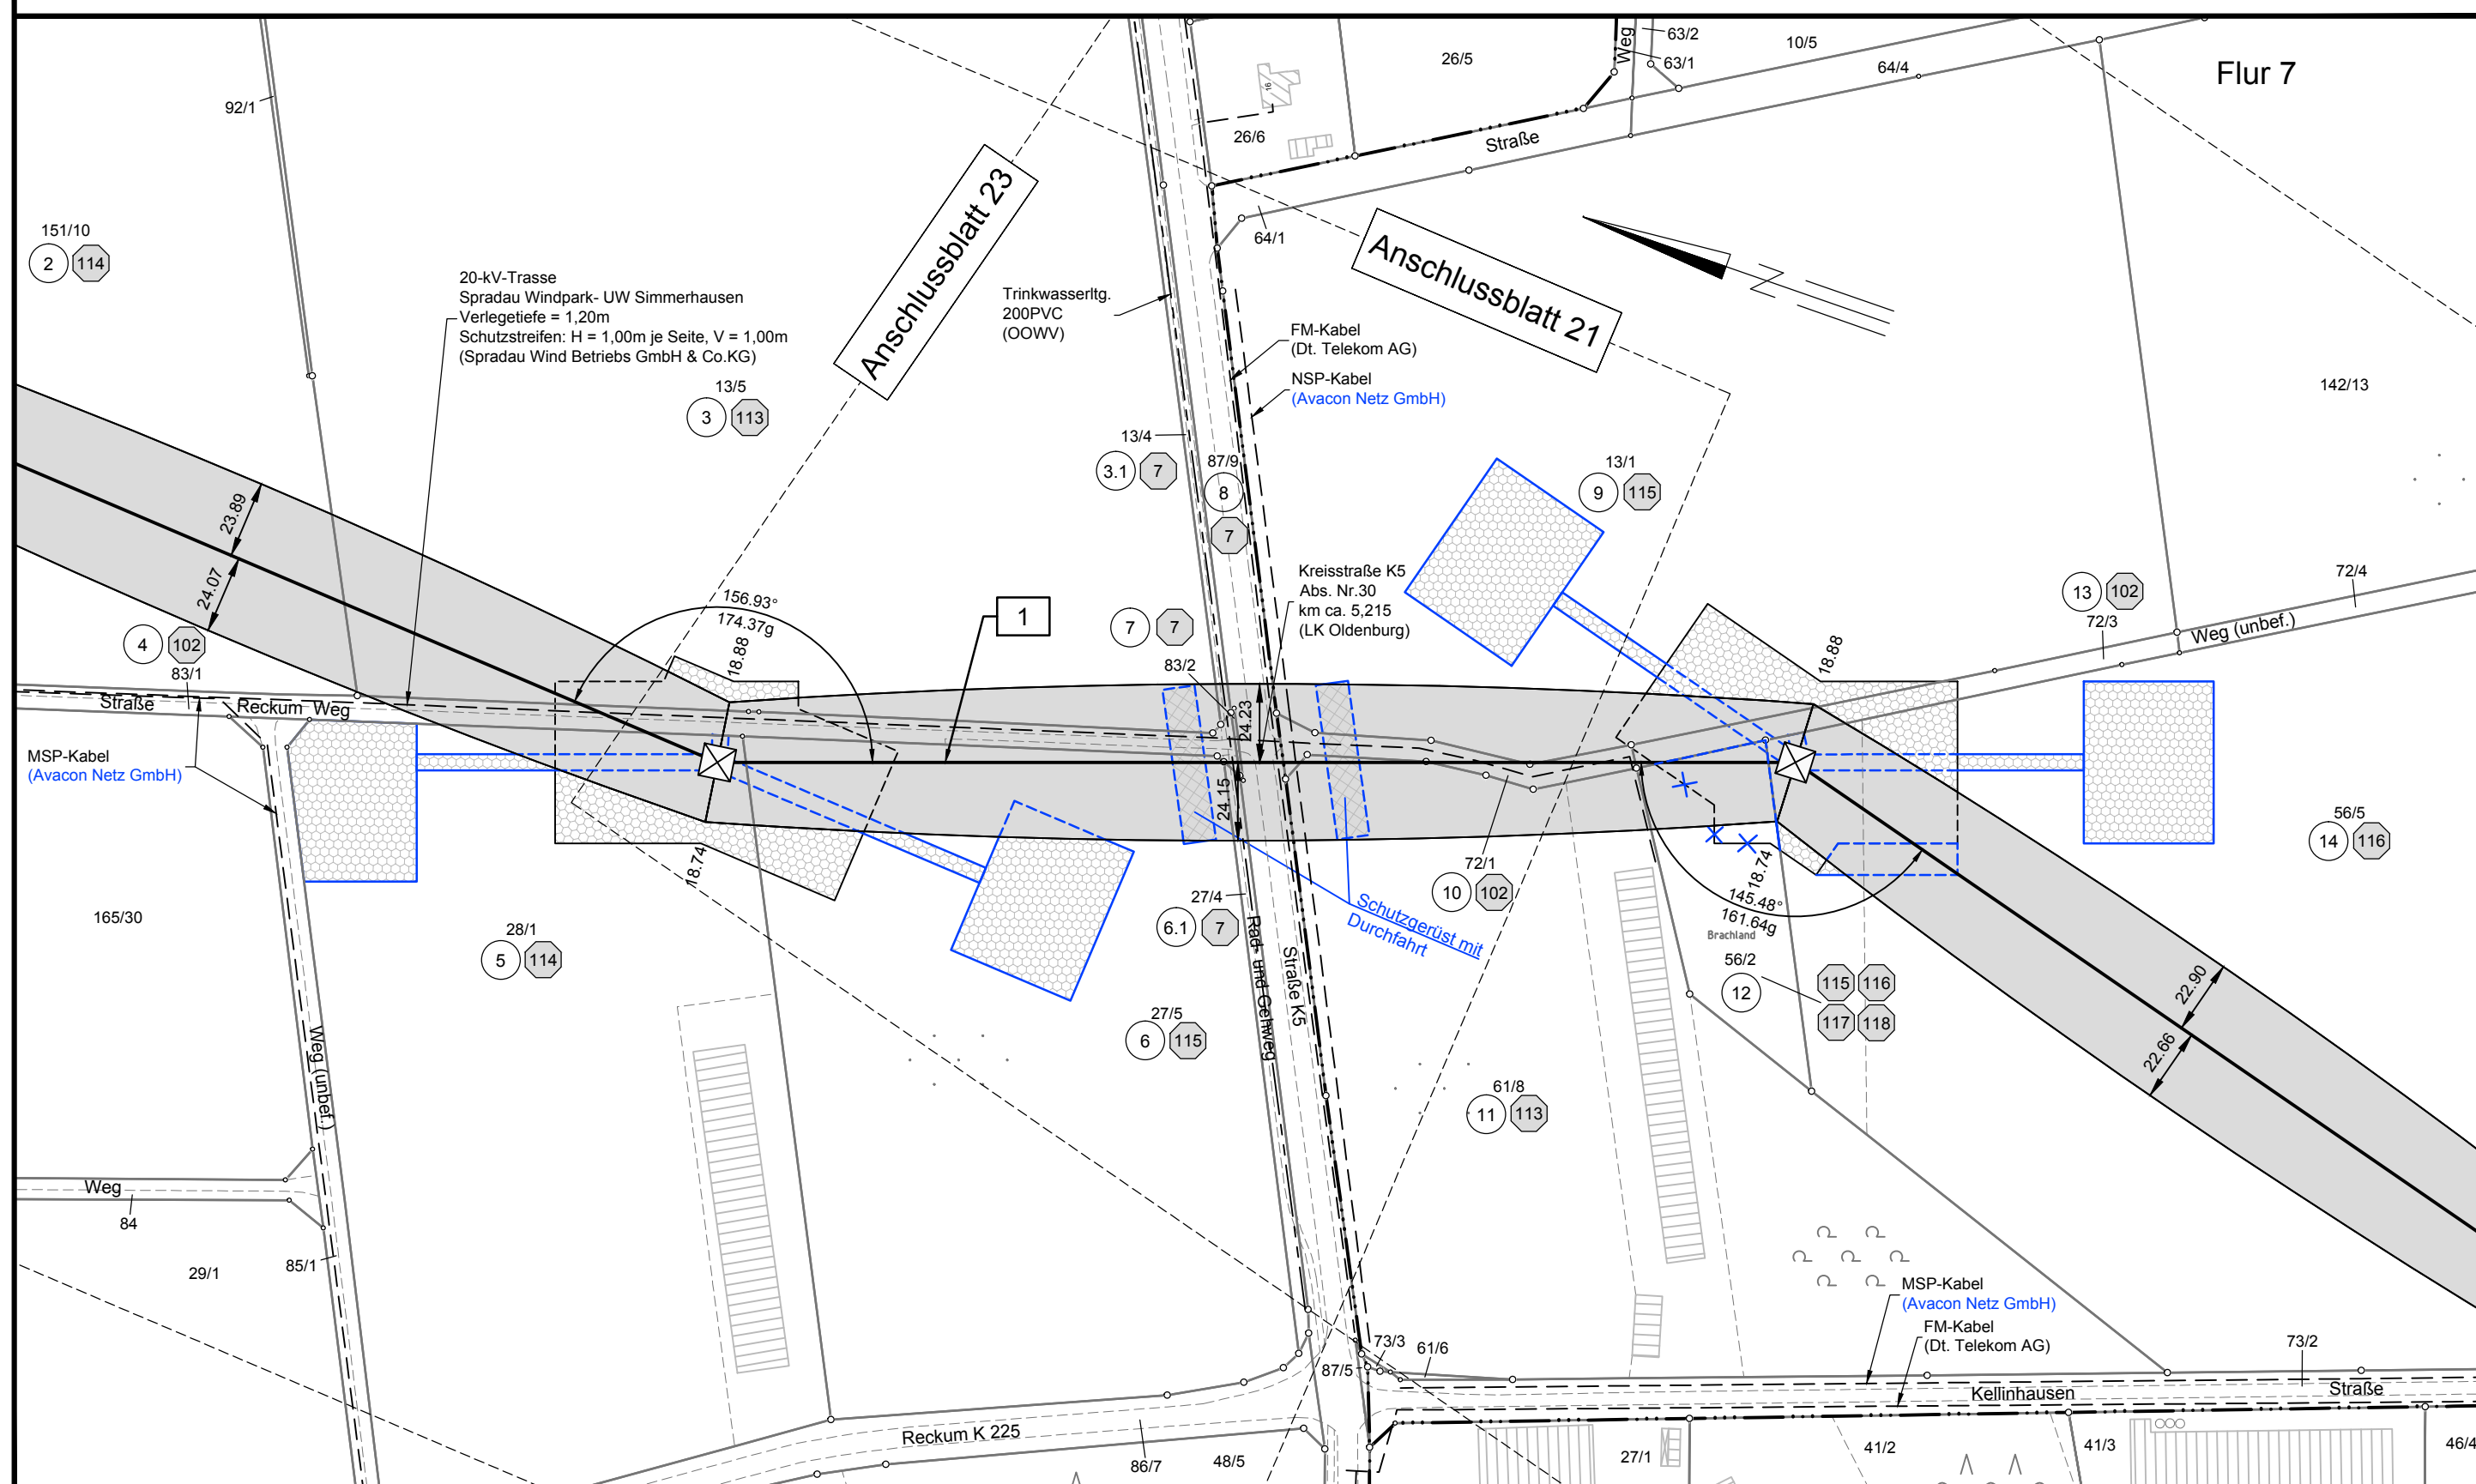 Flur 7
92/1
26/5
Weg
63/2
63/1
10/5
64/4
16
26/6
Straße
64/1
151/10
2
114
20-kV-Trasse
Spradau Windpark- UW Simmerhausen
Verlegetiefe = 1,20m
Schutzstreifen: H = 1,00m je Seite, V = 1,00m
(Spradau Wind Betriebs GmbH & Co.KG)
Anschlussblatt 23
Anschlussblatt 21
N
Trinkwasserltg.
200PVC
(OOWV)
FM-Kabel
(Dt. Telekom AG)
NSP-Kabel
(Avacon Netz GmbH)
13/5
3
113
142/13
13/4
3.1
7
87/9
8
7
13/1
9
115
23.89
24.07
4
102
83/1
Straße
Reckum Weg
156.93°
174.37g
18.88
1
7
7
83/2
Kreisstraße K5
Abs. Nr.30
km ca. 5,215
(LK Oldenburg)
24.23
24.15
18.88
13
102
72/3
72/4
Weg (unbef.)
MSP-Kabel
(Avacon Netz GmbH)
18.74
18.74
145.48°
161.64g
Brachland
56/5
14
116
72/1
10
102
Schutzgerüst mit
Durchfahrt
27/4
6.1
7
Rad- und Gehweg
Straße K5
165/30
28/1
5
114
56/2
12
115
116
117
118
22.90
22.66
27/5
6
115
61/8
11
113
Weg (unbef.)
Weg
84
29/1
85/1
MSP-Kabel
(Avacon Netz GmbH)
FM-Kabel
(Dt. Telekom AG)
73/3
61/6
87/5
73/2
Kellinhausen
Straße
Reckum K 225
86/7
48/5
27/1
41/2
41/3
46/4